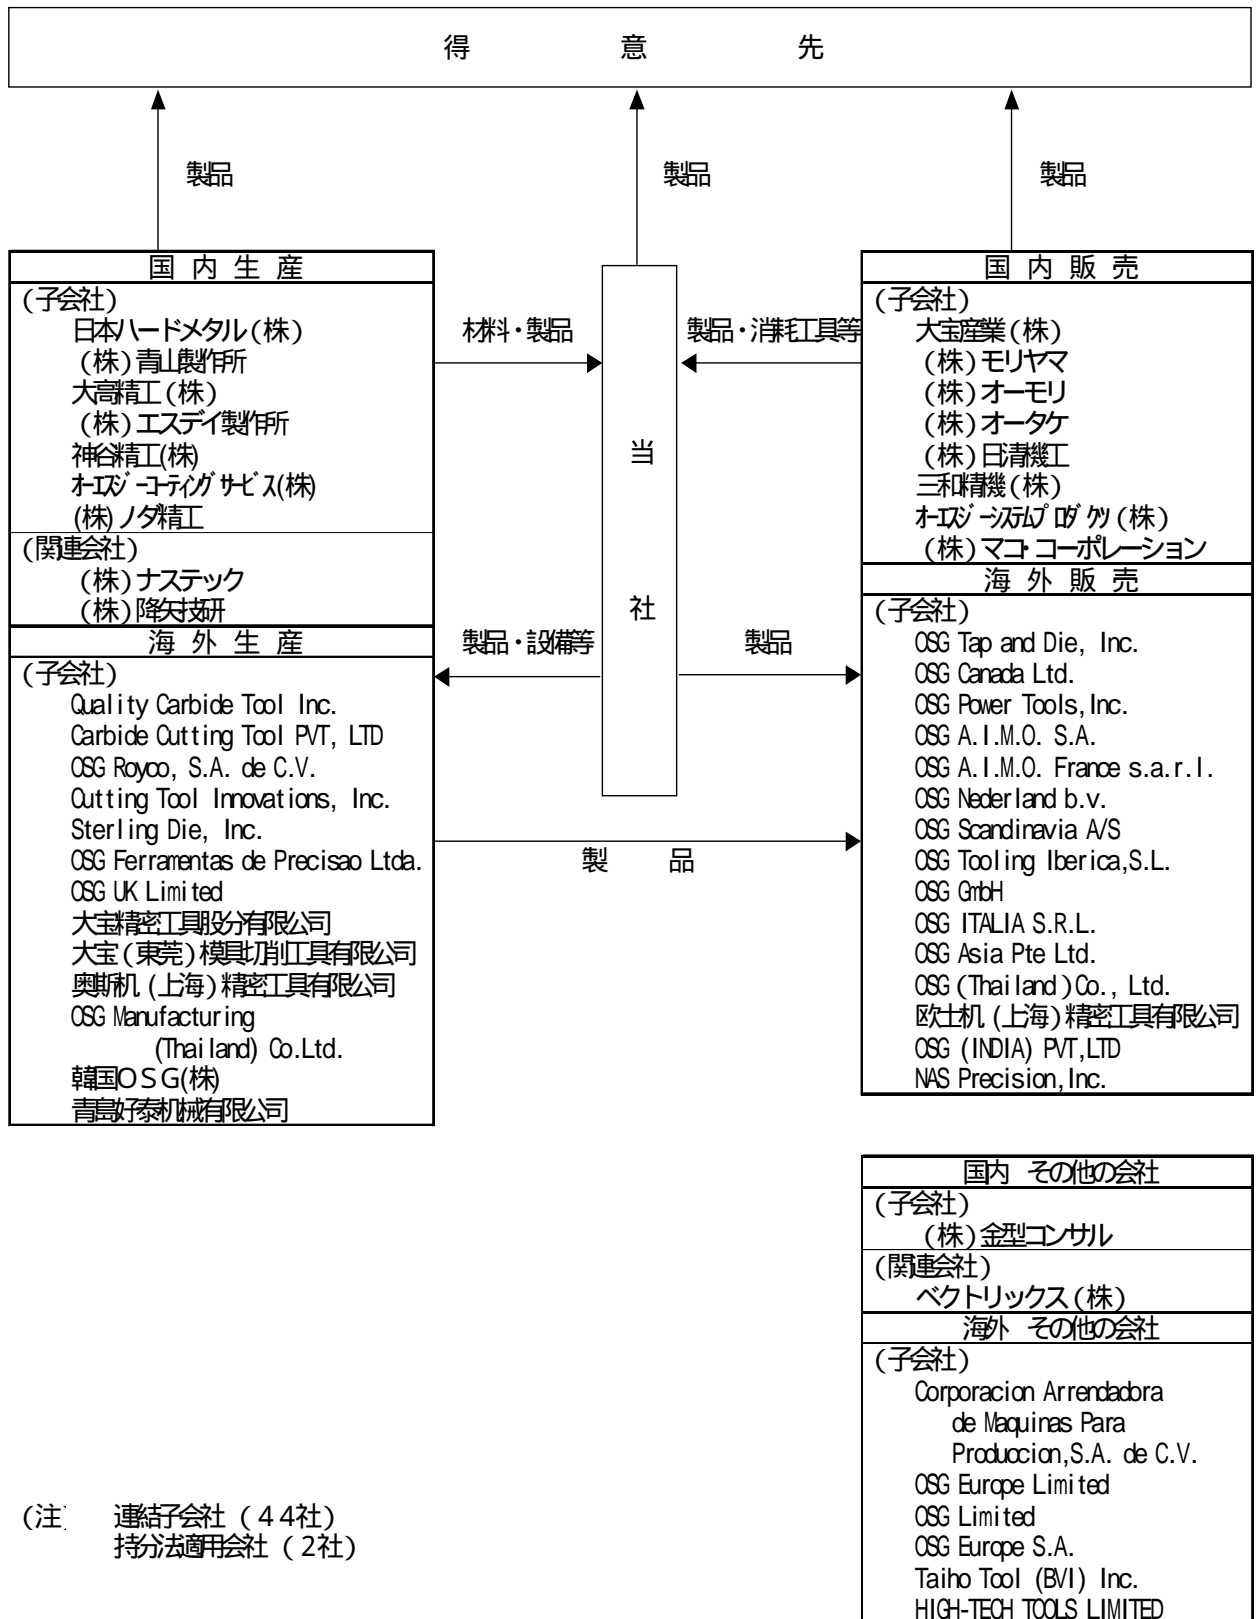 得意先
製品
製品
製品
国内生産
(子会社)
日本ハードメタル(株)
(株)青山製作所
大高精工(株)
(株)エスデイ製作所
神谷精工(株)
オーエスジーコーティングサービス(株)
(株)ノダ精工
(関連会社)
(株)ナステック
(株)降矢技研
海外生産
(子会社)
Quality Carbide Tool Inc.
Carbide Cutting Tool PVT, LTD
OSG Royco, S.A. de C.V.
Cutting Tool Innovations, Inc.
Sterling Die, Inc.
OSG Ferramentas de Precisao Ltda.
OSG UK Limited
大宝精密工具股分有限公司
大宝(東莞)模具切削工具有限公司
奥斯机(上海)精密工具有限公司
OSG Manufacturing
(Thailand) Co.Ltd.
韓国OSG(株)
青島好泰机械有限公司
材料・製品
製品・消耗工具等
当社
製品・設備等
製品
製品
国内販売
(子会社)
大宝産業(株)
(株)モリヤマ
(株)オーモリ
(株)オータケ
(株)日清機工
三和精機(株)
オーエスジーシステムプロダクツ(株)
(株)マコ・コーポレーション
海外販売
(子会社)
OSG Tap and Die, Inc.
OSG Canada Ltd.
OSG Power Tools,Inc.
OSG A.I.M.O. S.A.
OSG A.I.M.O. France s.a.r.l.
OSG Nederland b.v.
OSG Scandinavia A/S
OSG Tooling Iberica,S.L.
OSG GmbH
OSG ITALIA S.R.L.
OSG Asia Pte Ltd.
OSG(Thailand)Co., Ltd.
欧士机(上海)精密工具有限公司
OSG (INDIA) PVT,LTD
NAS Precision,Inc.
国内 その他の会社
(子会社)
(株)金型コンサル
(関連会社)
ベクトリックス(株)
海外 その他の会社
(子会社)
Corporacion Arrendadora
de Maquinas Para
Produccion,S.A. de C.V.
OSG Europe Limited
OSG Limited
OSG Europe S.A.
Taiho Tool (BVI) Inc.
HIGH-TECH TOOLS LIMITED
(注) 連結子会社 (44社)
持分法適用会社 (2社)